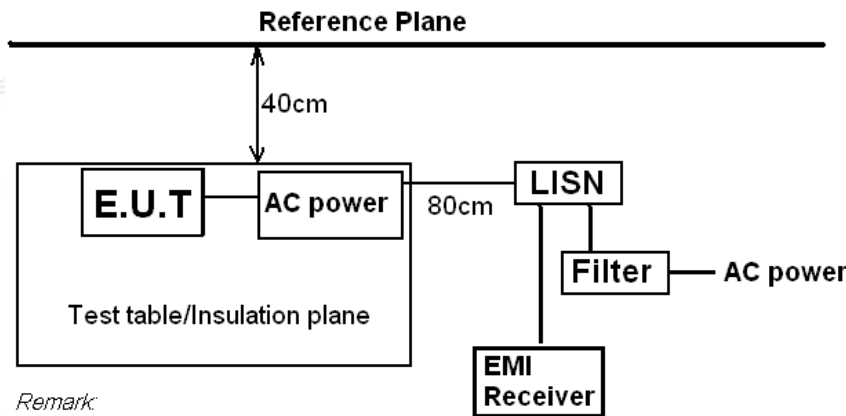 Reference Plane
40cm
E.U.T
AC power
80cm
LISN
Filter
AC power
Test table/Insulation plane
EMI
Receiver
Remark: